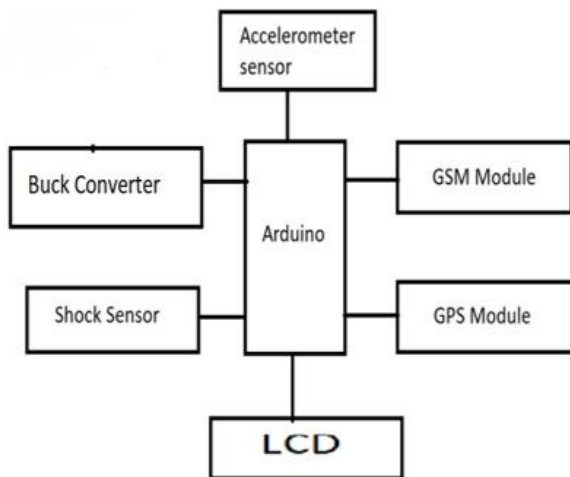 Accelerometer
sensor
Buck Converter
GSM Module
Arduino
Shock Sensor
GPS Module
LCD